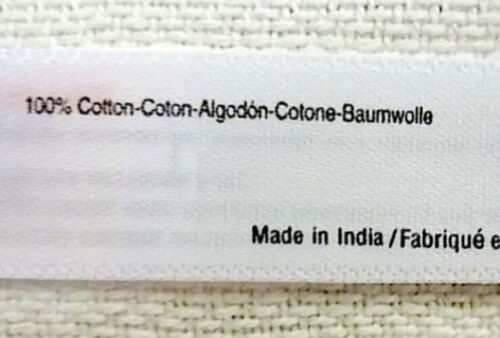 100% Cotton-Coton-Algodón-Cotone-Baumwolle
Made in India/Fabriqué e